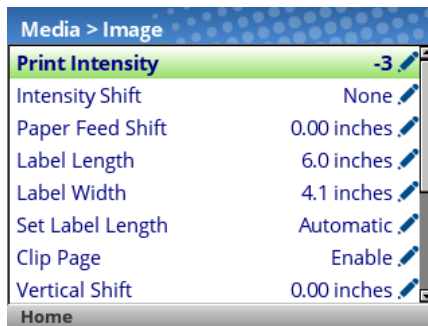 Media > Image
Print Intensity -3
Intensity Shift None
Paper Feed Shift 0.00 inches
Label Length 6.0 inches
Label Width 4.1 inches
Set Label Length Automatic
Clip Page Enable
Vertical Shift 0.00 inches
Home